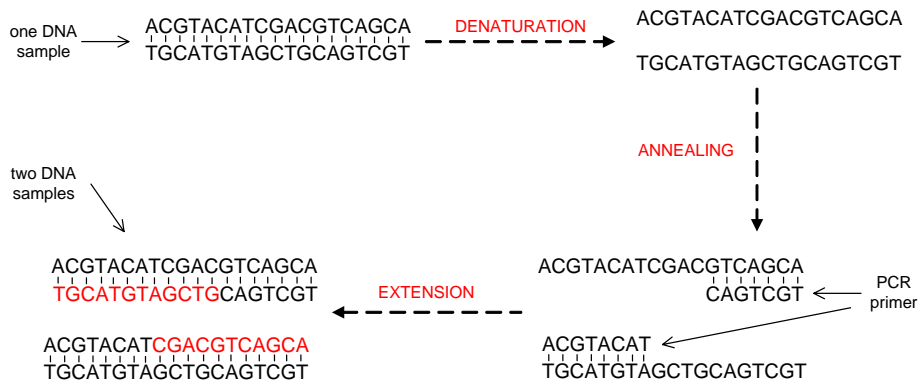 one DNA
sample
ACGTACATCGACGTCAGCA
TGCATGTAGCTGCAGTCGT
DENATURATION
ACGTACATCGACGTCAGCA
TGCATGTAGCTGCAGTCGT
ANNEALING
two DNA
samples
ACGTACATCGACGTCAGCA
TGCATGTAGCTGCAGTCGT
EXTENSION
ACGTACATCGACGTCAGCA
CAGTCGT
PCR
primer
ACGTACATCGACGTCAGCA
TGCATGTAGCTGCAGTCGT
ACGTACAT
TGCATGTAGCTGCAGTCGT